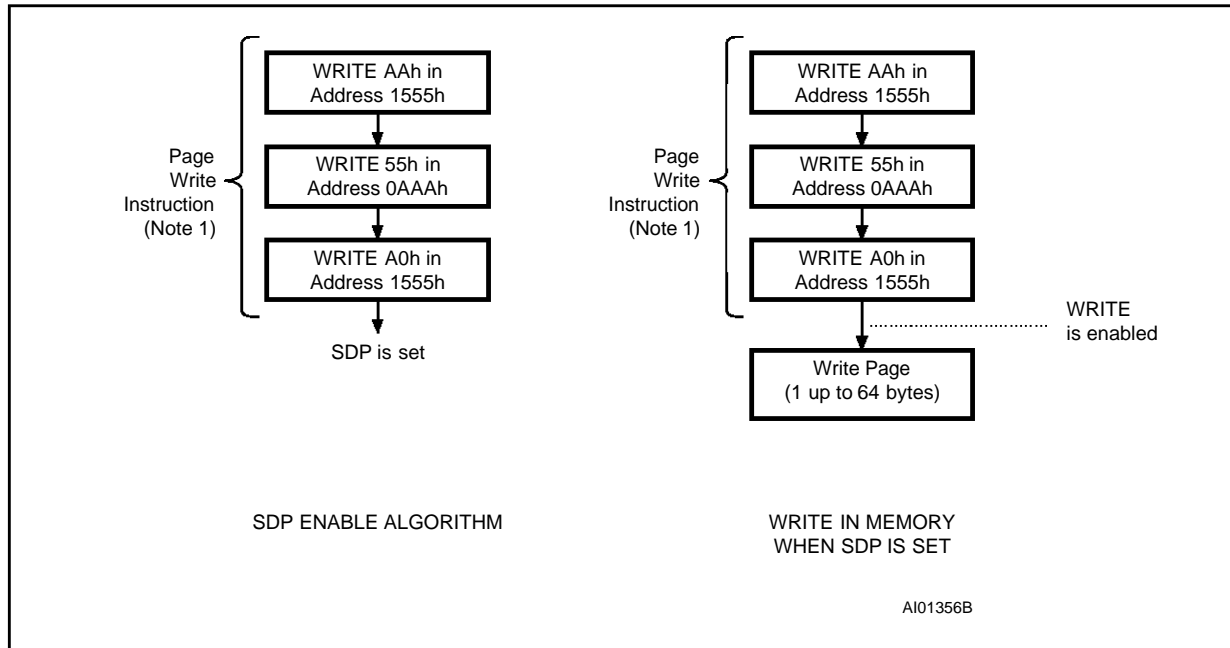 WRITE AAh in
Address 1555h
Page
Write
Instruction
(Note 1)
WRITE 55h in
Address 0AAAh
WRITE A0h in
Address 1555h
SDP is set
SDP ENABLE ALGORITHM
WRITE AAh in
Address 1555h
Page
Write
Instruction
(Note 1)
WRITE 55h in
Address 0AAAh
WRITE A0h in
Address 1555h
WRITE
is enabled
Write Page
(1 up to 64 bytes)
WRITE IN MEMORY
WHEN SDP IS SET
AI01356B